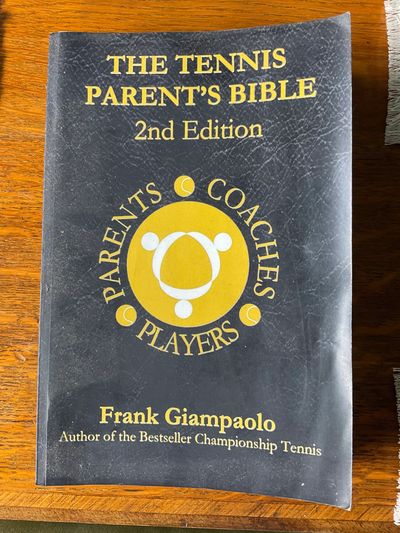 THE TENNIS
PARENT'S BIBLE
2nd Edition
PARENTS
COACHES
PLAYERS
Frank Giampaolo
Author of the Bestseller Championship Tennis